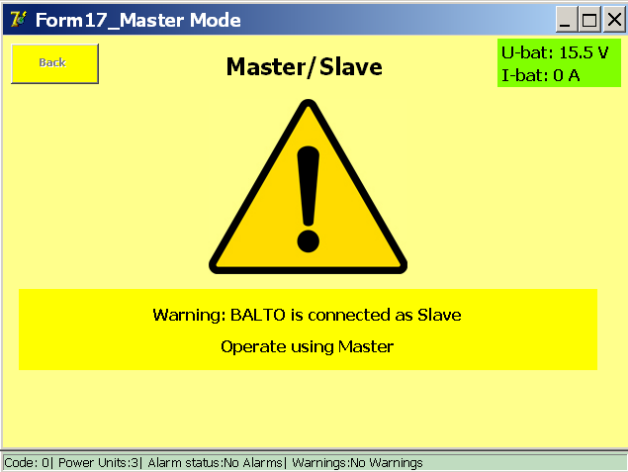 Form17_Master Mode
Back
Master/Slave
U-bat: 15.5 V
I-bat: 0 A
Warning: BALTO is connected as Slave
Operate using Master
Code: 0| Power Units:3| Alarm status:No Alarms| Warnings:No Warnings